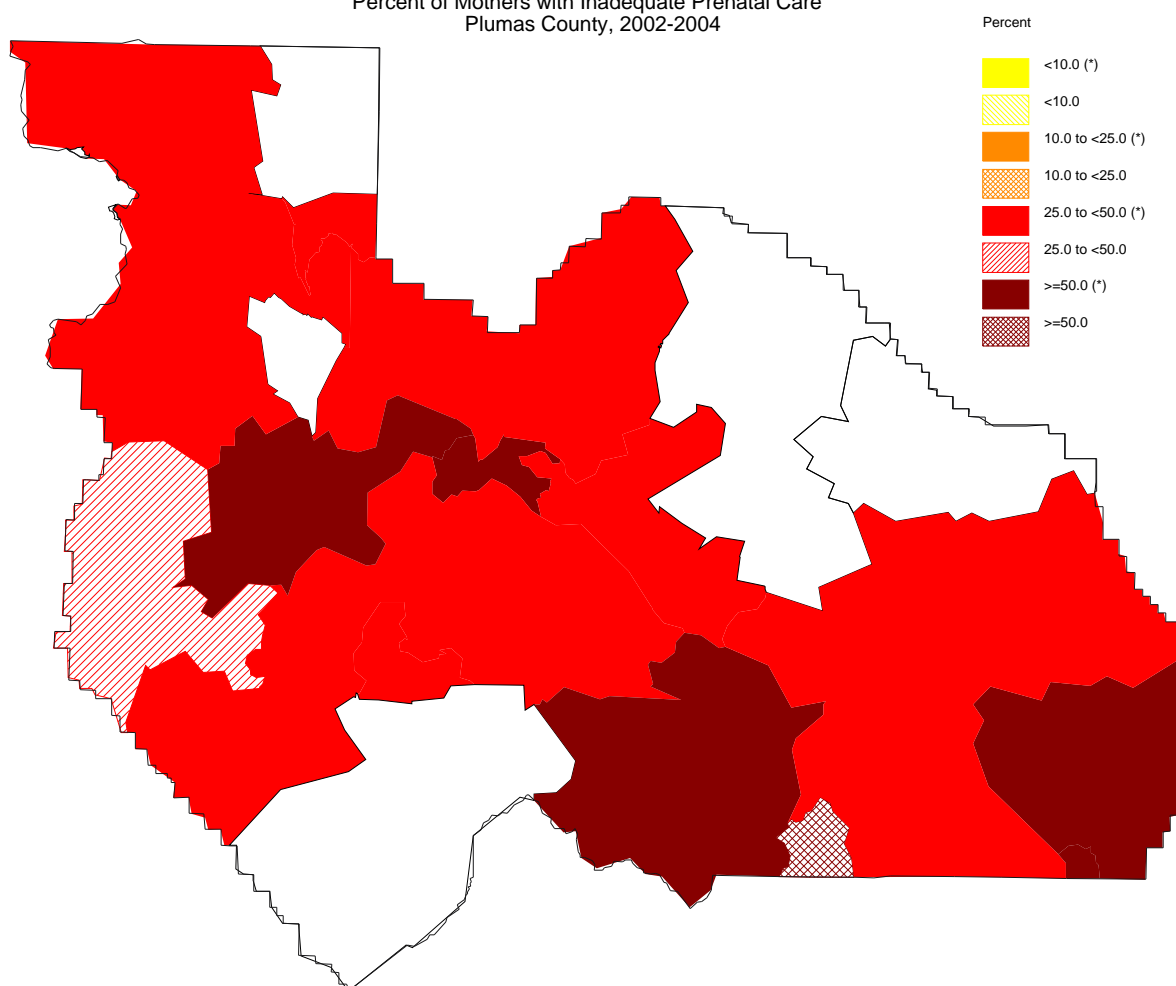 Percent of Mothers with Inadequate Prenatal Care
Plumas County, 2002-2004
Percent
<10.0 (*)
<10.0
10.0 to <25.0 (*)
10.0 to <25.0
25.0 to <50.0 (*)
25.0 to <50.0
>=50.0 (*)
>=50.0